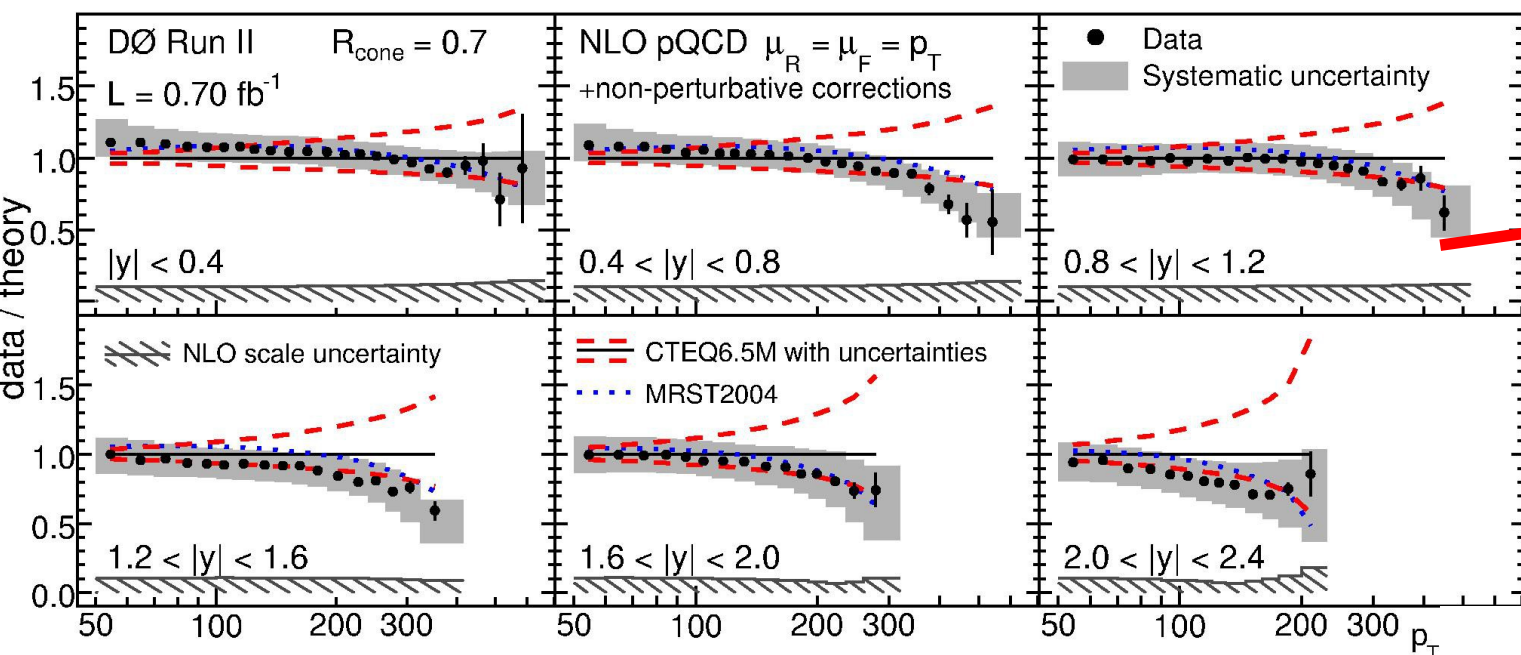 DØ Run II R_cone = 0.7
L = 0.70 fb⁻¹
NLO pQCD μ_R = μ_F = p_T
+non-perturbative corrections
Data
Systematic uncertainty
1.5
1.0
0.5
data / theory
|y| < 0.4
0.4 < |y| < 0.8
0.8 < |y| < 1.2
NLO scale uncertainty
CTEQ6.5M with uncertainties
MRST2004
1.5
1.0
0.5
0.0
1.2 < |y| < 1.6
1.6 < |y| < 2.0
2.0 < |y| < 2.4
50 100 200 300
50 100 200 300
50 100 200 300 p_T